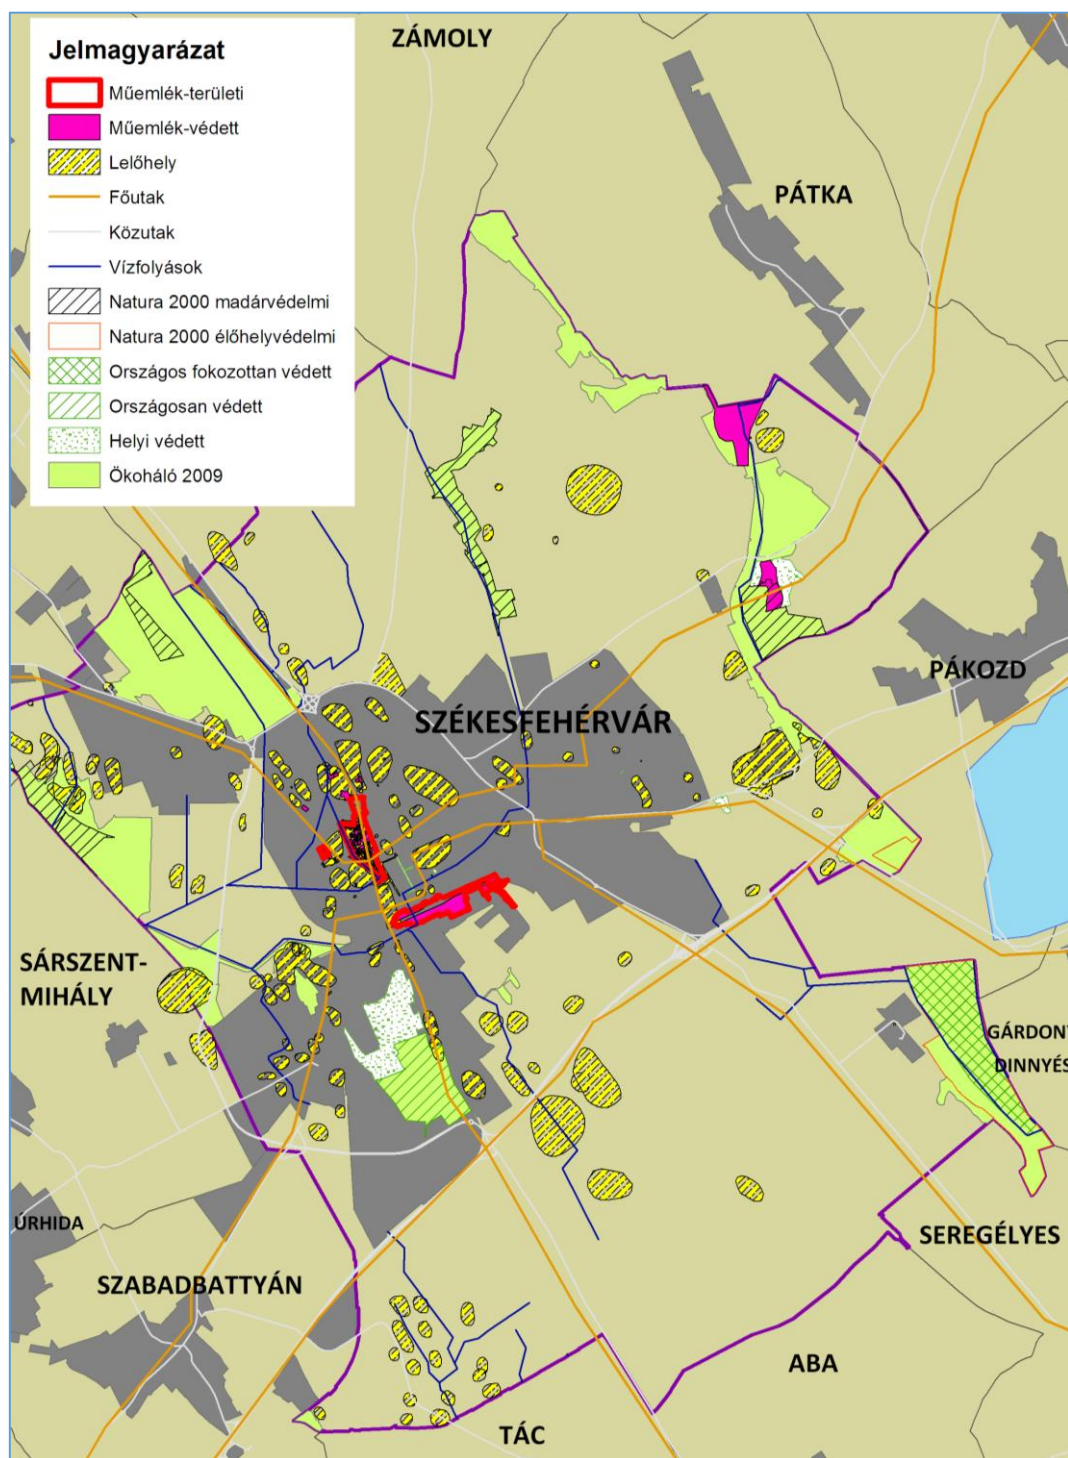 ZÁMOLY
Jelmagyarázat
Műemlék-területi
Műemlék-védett
Lelőhely
Főutak
Közutak
Vízfolyások
Natura 2000 madárvédelmi
Natura 2000 élőhelyvédelmi
Országos fokozottan védett
Országosan védett
Helyi védett
Ökoháló 2009
PÁTKA
PÁKOZD
SZÉKESFEHÉRVÁR
SÁRSZENT-
MIHÁLY
GÁRDONY
DINNYÉS
ÚRHIDA
SEREGÉLYES
SZABADBATTYÁN
ABA
TÁC